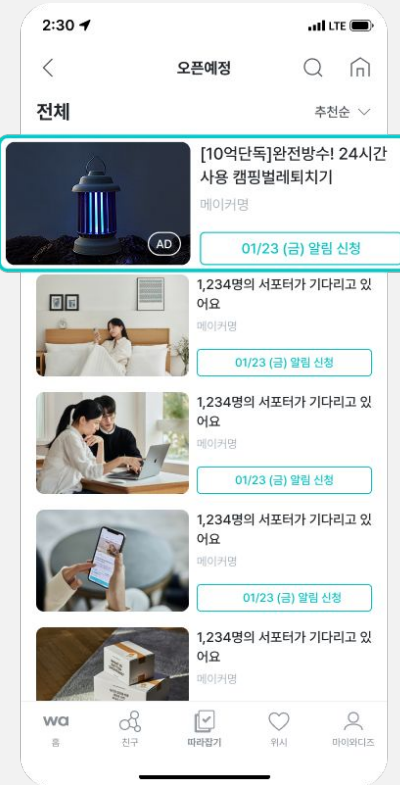 2:30
LTE
오픈예정
전체
추천순
[10억단독]완전방수! 24시간
사용 캠핑벌레퇴치기
메이커명
AD
01/23 (금) 알림 신청
1,234명의 서포터가 기다리고 있
어요
메이커명
01/23 (금) 알림 신청
1,234명의 서포터가 기다리고 있
어요
메이커명
01/23 (금) 알림 신청
1,234명의 서포터가 기다리고 있
어요
메이커명
01/23 (금) 알림 신청
1,234명의 서포터가 기다리고 있
어요
메이커명
wa
홈
친구
따라잡기
위시
마이와디즈